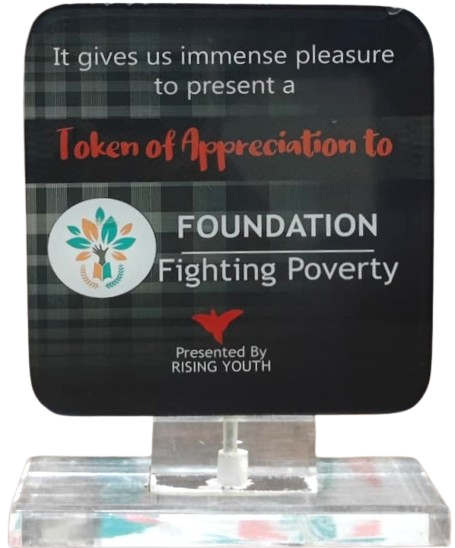 It gives us immense pleasure
to present a
Token of Appreciation to
FOUNDATION
Fighting Poverty
Presented By
RISING YOUTH